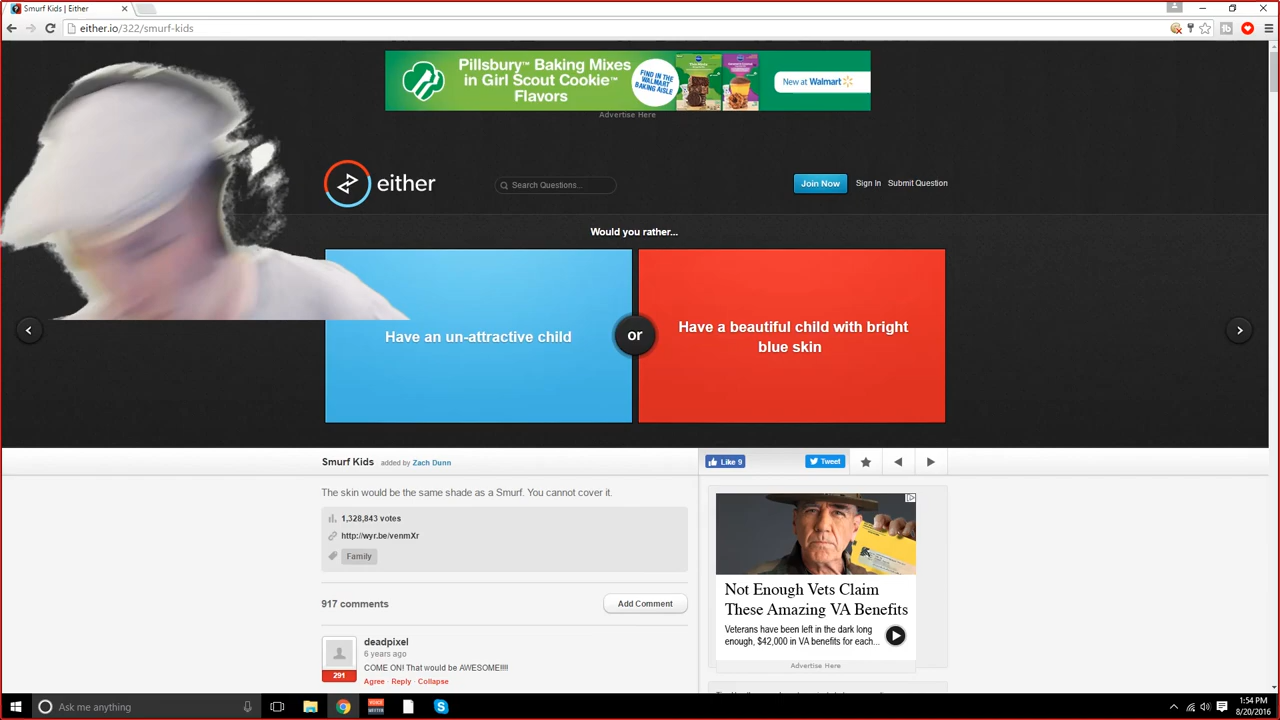 Smurf Kids | Either
either.io/322/smurf-kids
Pillsbury™ Baking Mixes
in Girl Scout Cookie™
Flavors
FIND IN THE
WALMART
BAKING AISLE
New at Walmart
Advertise Here
either
Search Questions...
Join Now
Sign In
Submit Question
Would you rather...
Have an un-attractive child
or
Have a beautiful child with bright
blue skin
Smurf Kids added by Zach Dunn
Like 9
Tweet
The skin would be the same shade as a Smurf. You cannot cover it.
1,328,843 votes
http://wyr.be/venmXr
Family
917 comments
Add Comment
deadpixel
6 years ago
COME ON! That would be AWESOME!!!!
291
Agree · Reply · Collapse
Not Enough Vets Claim
These Amazing VA Benefits
Veterans have been left in the dark long
enough, $42,000 in VA benefits for each...
Advertise Here
Ask me anything
1:54 PM
8/20/2016